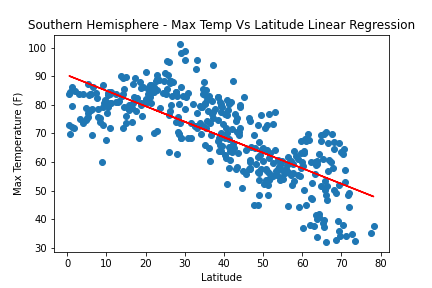 Southern Hemisphere - Max Temp Vs Latitude Linear Regression
100
90
80
70
60
50
40
30
Max Temperature (F)
0 10 20 30 40 50 60 70 80
Latitude